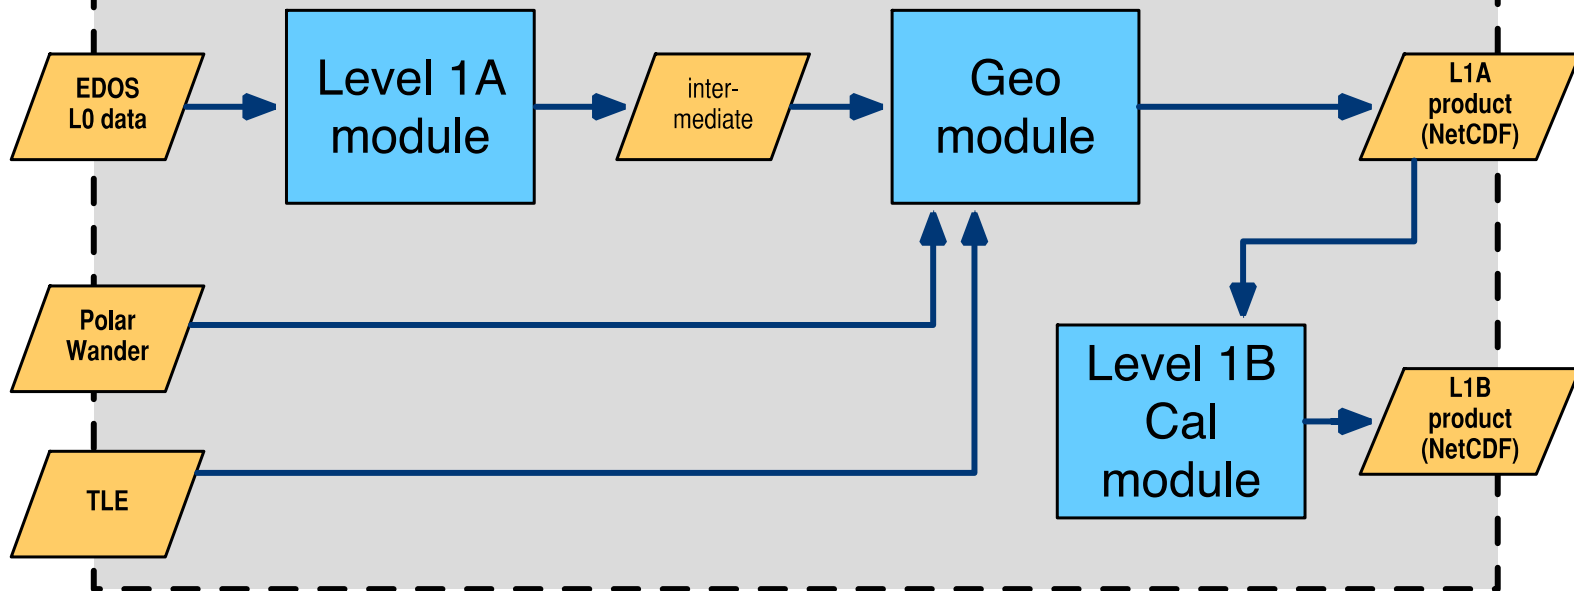 EDOS
L0 data
Level 1A
module
inter-
mediate
Geo
module
L1A
product
(NetCDF)
Polar
Wander
Level 1B
Cal
module
L1B
product
(NetCDF)
TLE